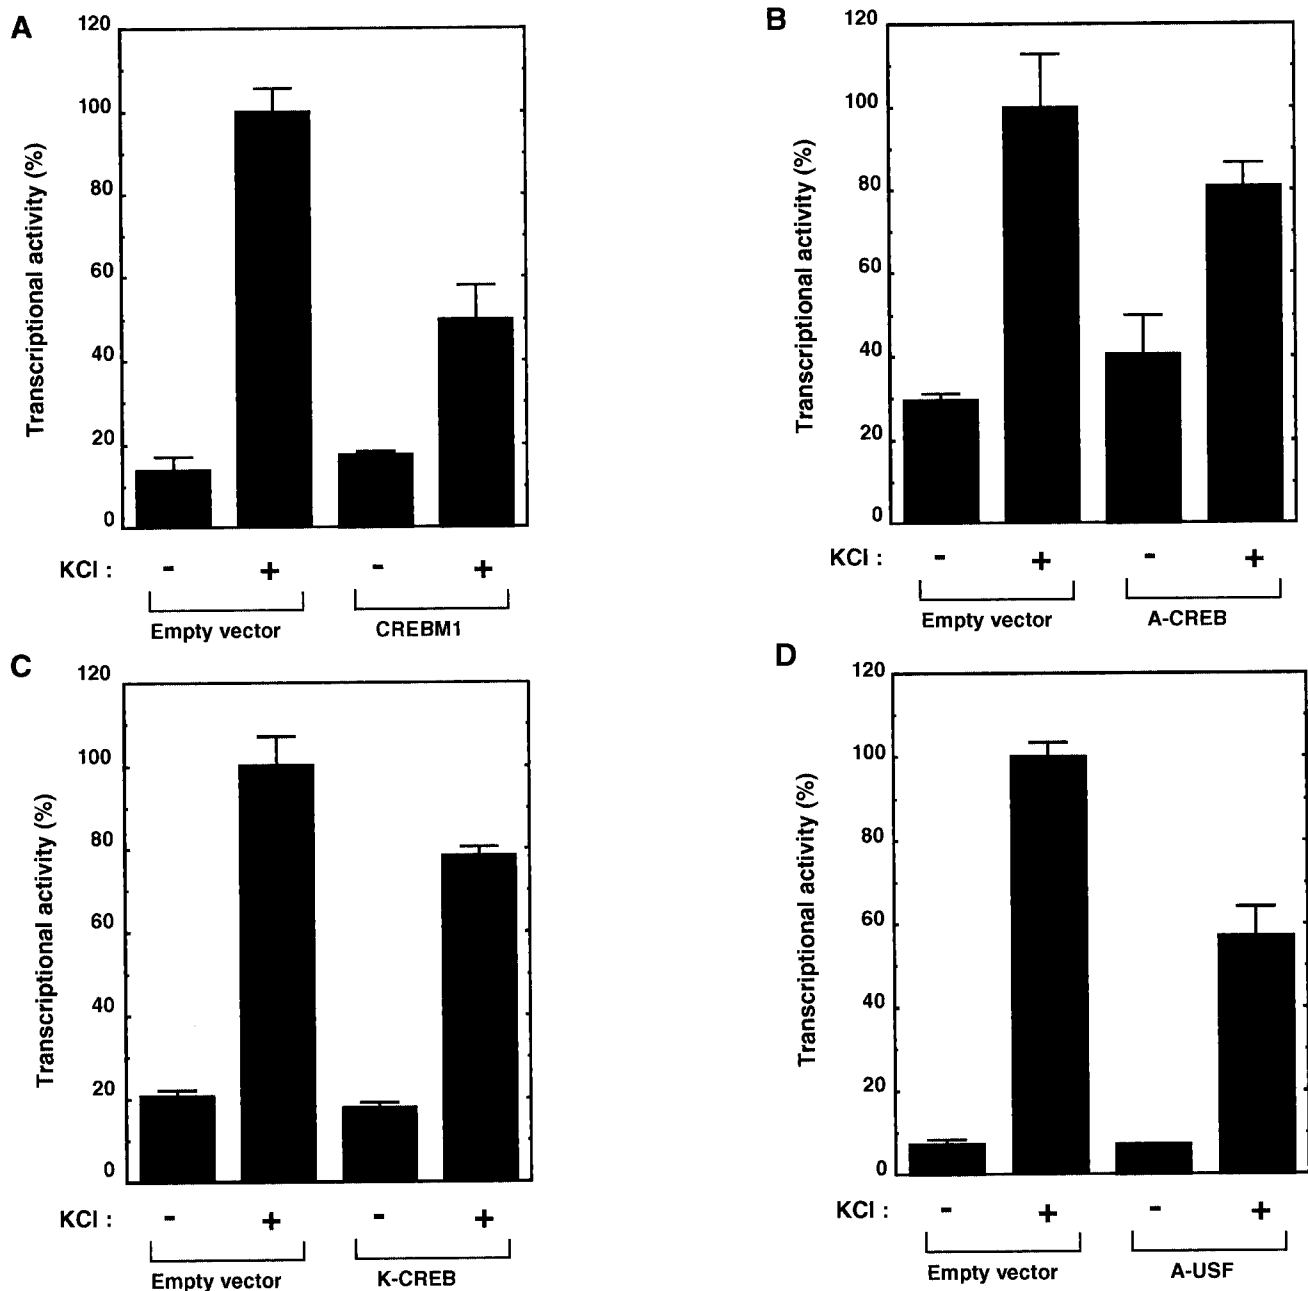 A
Transcriptional activity (%)
120
100
80
60
40
20
0
KCl : - + - +
Empty vector CREBM1
B
Transcriptional activity (%)
120
100
80
60
40
20
0
KCl : - + - +
Empty vector A-CREB
C
Transcriptional activity (%)
120
100
80
60
40
20
0
KCl : - + - +
Empty vector K-CREB
D
Transcriptional activity (%)
120
100
80
60
40
20
0
KCl : - + - +
Empty vector A-USF